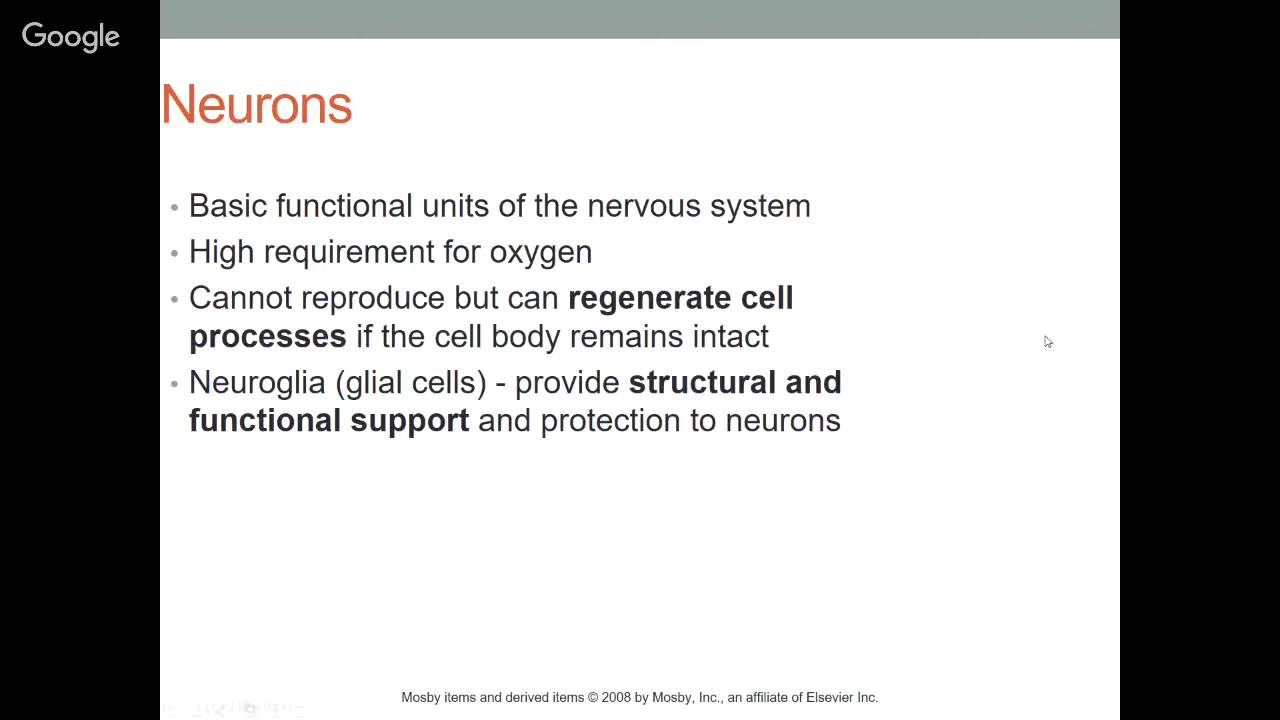 Google
Neurons
• Basic functional units of the nervous system
• High requirement for oxygen
• Cannot reproduce but can regenerate cell
processes if the cell body remains intact
• Neuroglia (glial cells) - provide structural and
functional support and protection to neurons
Mosby items and derived items © 2008 by Mosby, Inc., an affiliate of Elsevier Inc.